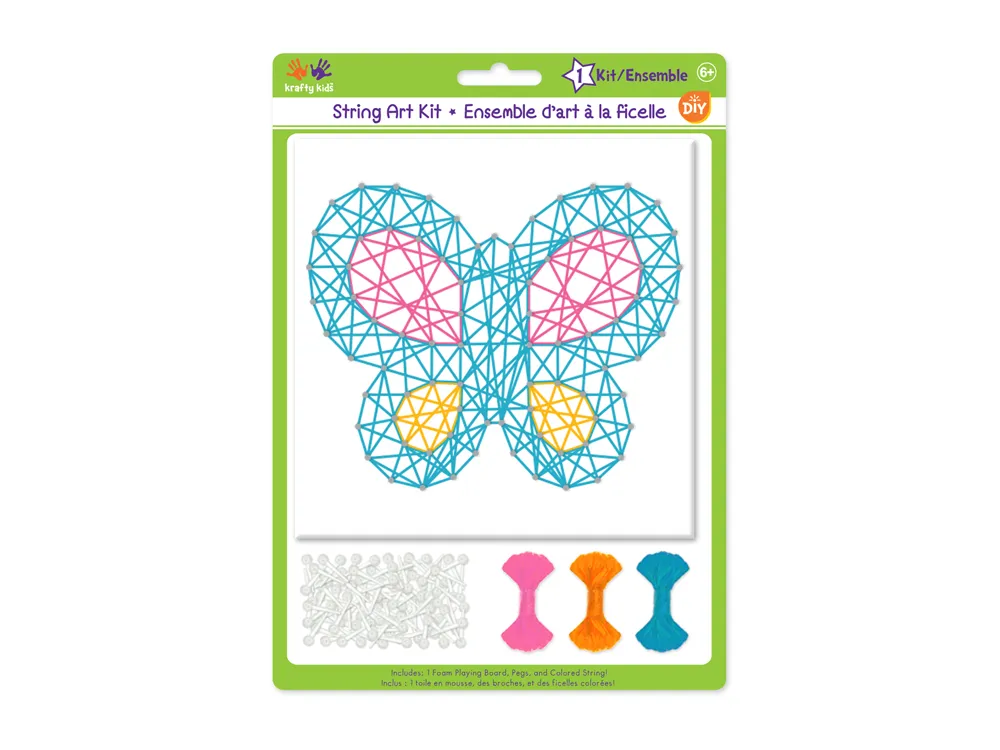 krafty kids
1 Kit/Ensemble 6+
String Art Kit ★ Ensemble d'art à la ficelle DIY
Includes: 1 Foam Playing Board, Pegs, and Colored String!
Inclus : 1 toile en mousse, des broches, et des ficelles colorées!